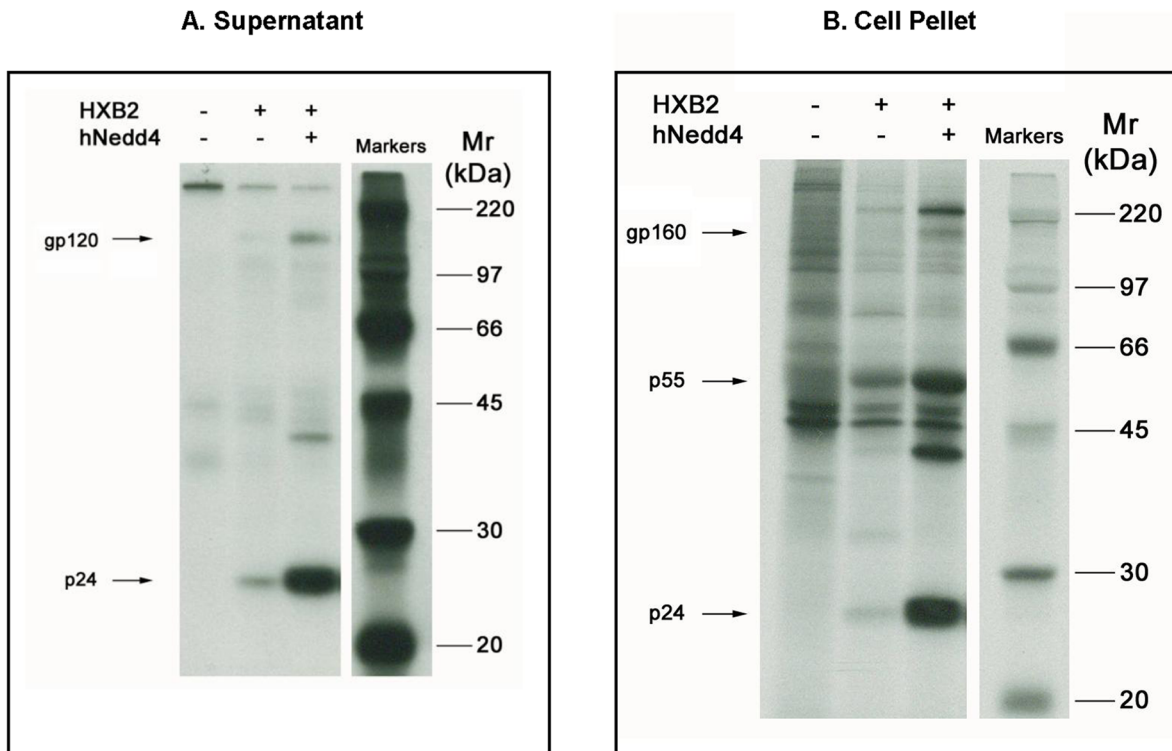 A. Supernatant
HXB2 - + +
hNedd4 - - +
Markers
Mr
(kDa)
220
gp120
97
66
45
30
p24
20
B. Cell Pellet
HXB2 - + +
hNedd4 - - +
Markers
Mr
(kDa)
220
gp160
97
66
p55
45
30
p24
20